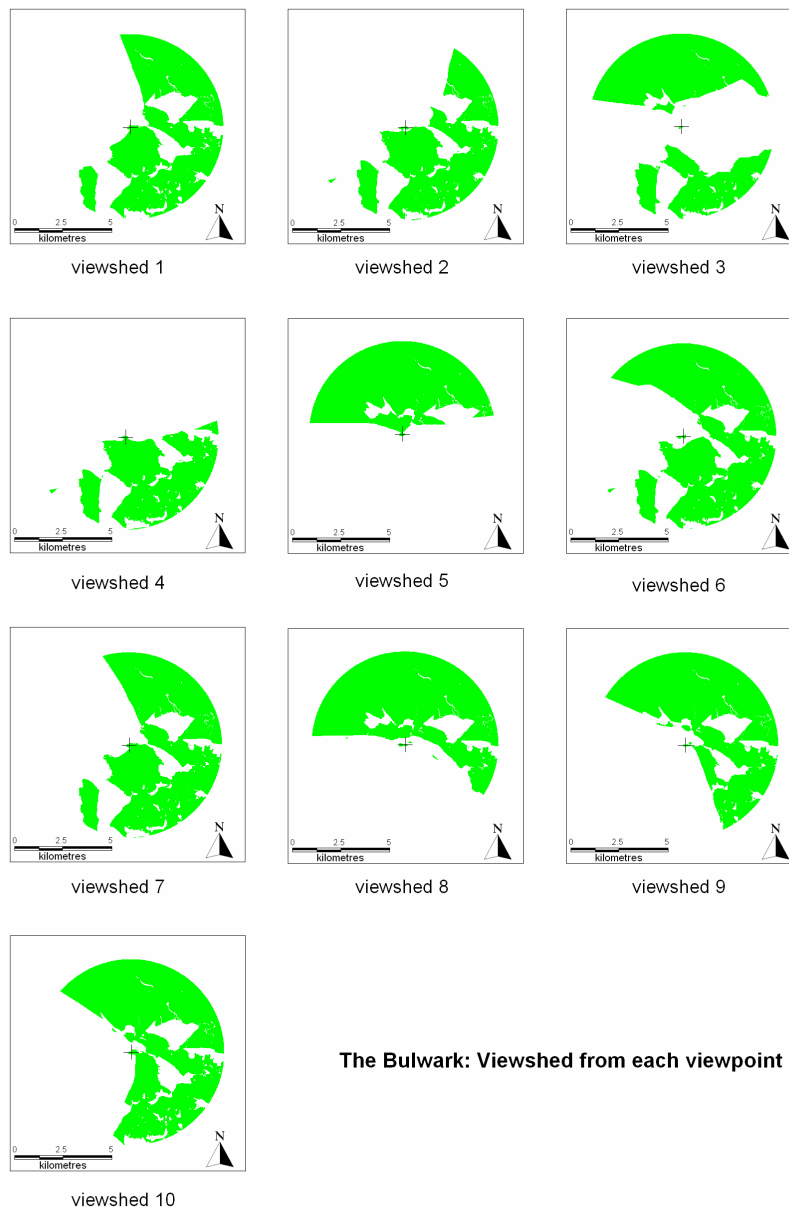 N
0 2.5 5
kilometres
viewshed 1
N
0 2.5 5
kilometres
viewshed 2
N
0 2.5 5
kilometres
viewshed 3
N
0 2.5 5
kilometres
viewshed 4
N
0 2.5 5
kilometres
viewshed 5
N
0 2.5 5
kilometres
viewshed 6
N
0 2.5 5
kilometres
viewshed 7
N
0 2.5 5
kilometres
viewshed 8
N
0 2.5 5
kilometres
viewshed 9
N
0 2.5 5
kilometres
viewshed 10
The Bulwark: Viewshed from each viewpoint